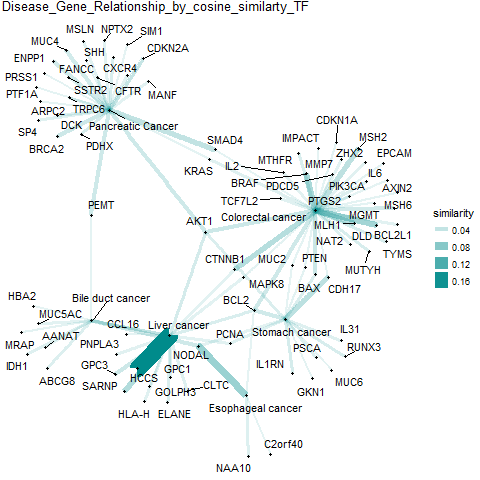 Disease_Gene_Relationship_by_cosine_similarty_TF
MSLN
NPTX2
SIM1
MUC4
SHH
CDKN2A
ENPP1
FANCC
CXCR4
PRSS1
SSTR2
CFTR
MANF
PTF1A
ARPC2
TRPC6
SP4
DCK
Pancreatic Cancer
BRCA2
PDHX
SMAD4
KRAS
CDKN1A
IMPACT
MSH2
ZHX2
EPCAM
IL2
MTHFR
MMP7
IL6
BRAF
PDCD5
PIK3CA
AXIN2
TCF7L2
PTGS2
MSH6
PEMT
AKT1
Colorectal cancer
MGMT
MLH1
BCL2L1
DLD
NAT2
TYMS
MUTYH
similarity
0.04
0.08
0.12
0.16
CTNNB1
MUC2
PTEN
MAPK8
BAX
CDH17
HBA2
Bile duct cancer
BCL2
MUC5AC
CCL16
Liver cancer
PCNA
Stomach cancer
IL31
MRAP
AANAT
PNPLA3
NODAL
PSCA
RUNX3
IDH1
GPC3
HCCS
GPC1
IL1RN
MUC6
ABCG8
SARNP
GOLPH3
CLTC
GKN1
HLA-H
ELANE
Esophageal cancer
C2orf40
NAA10